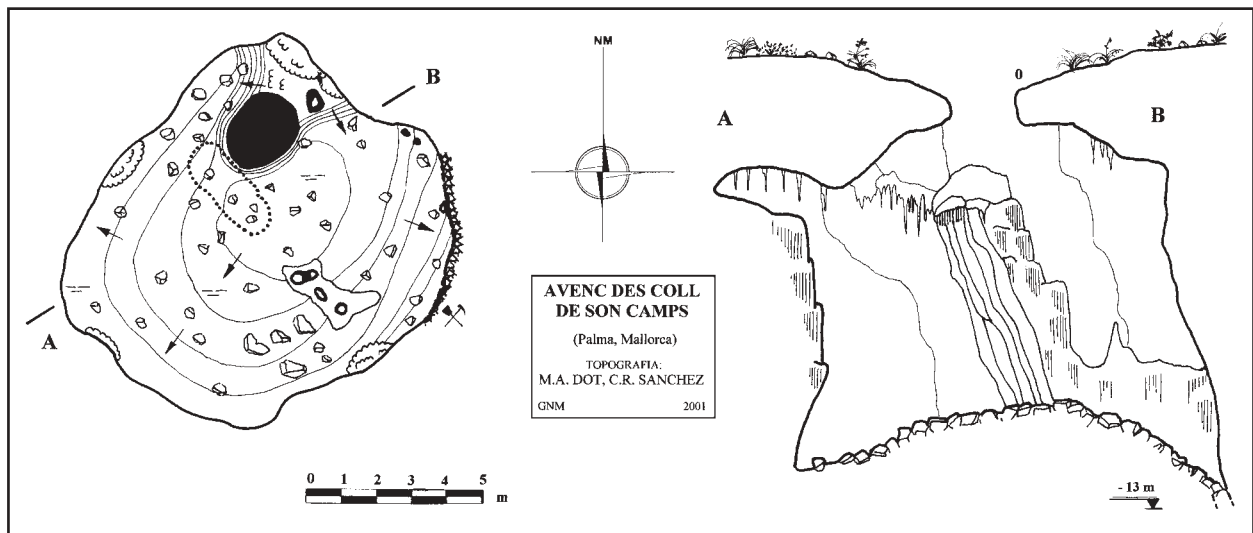 B
A
0 1 2 3 4 5
m
NM
AVENC DES COLL
DE SON CAMPS
(Palma, Mallorca)
TOPOGRAFIA:
M.A. DOT, C.R. SANCHEZ
GNM 2001
0
A
B
- 13 m